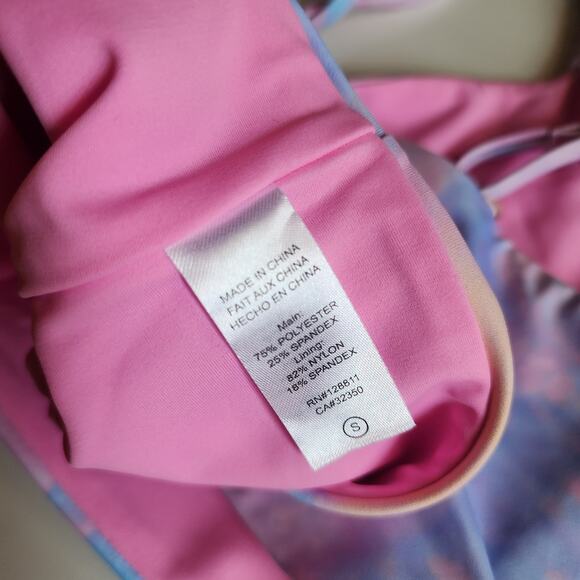 MADE IN CHINA
FAIT AUX CHINA
HECHO EN CHINA
Main:
75% POLYESTER
25% SPANDEX
Lining:
82% NYLON
18% SPANDEX
RN#128811
CA#32350
S